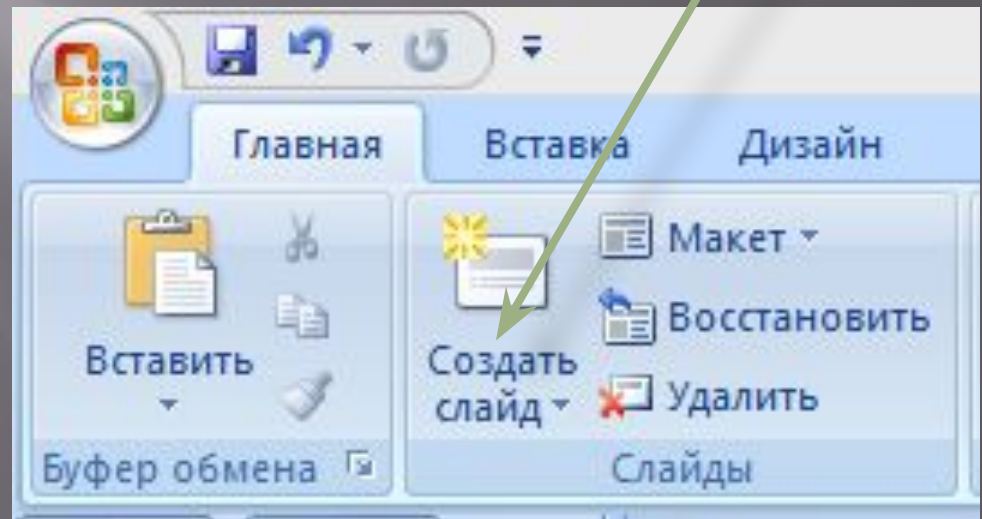 Главная Вставка Дизайн
Вставить
Создать
слайд
Макет
Восстановить
Удалить
Буфер обмена
Слайды